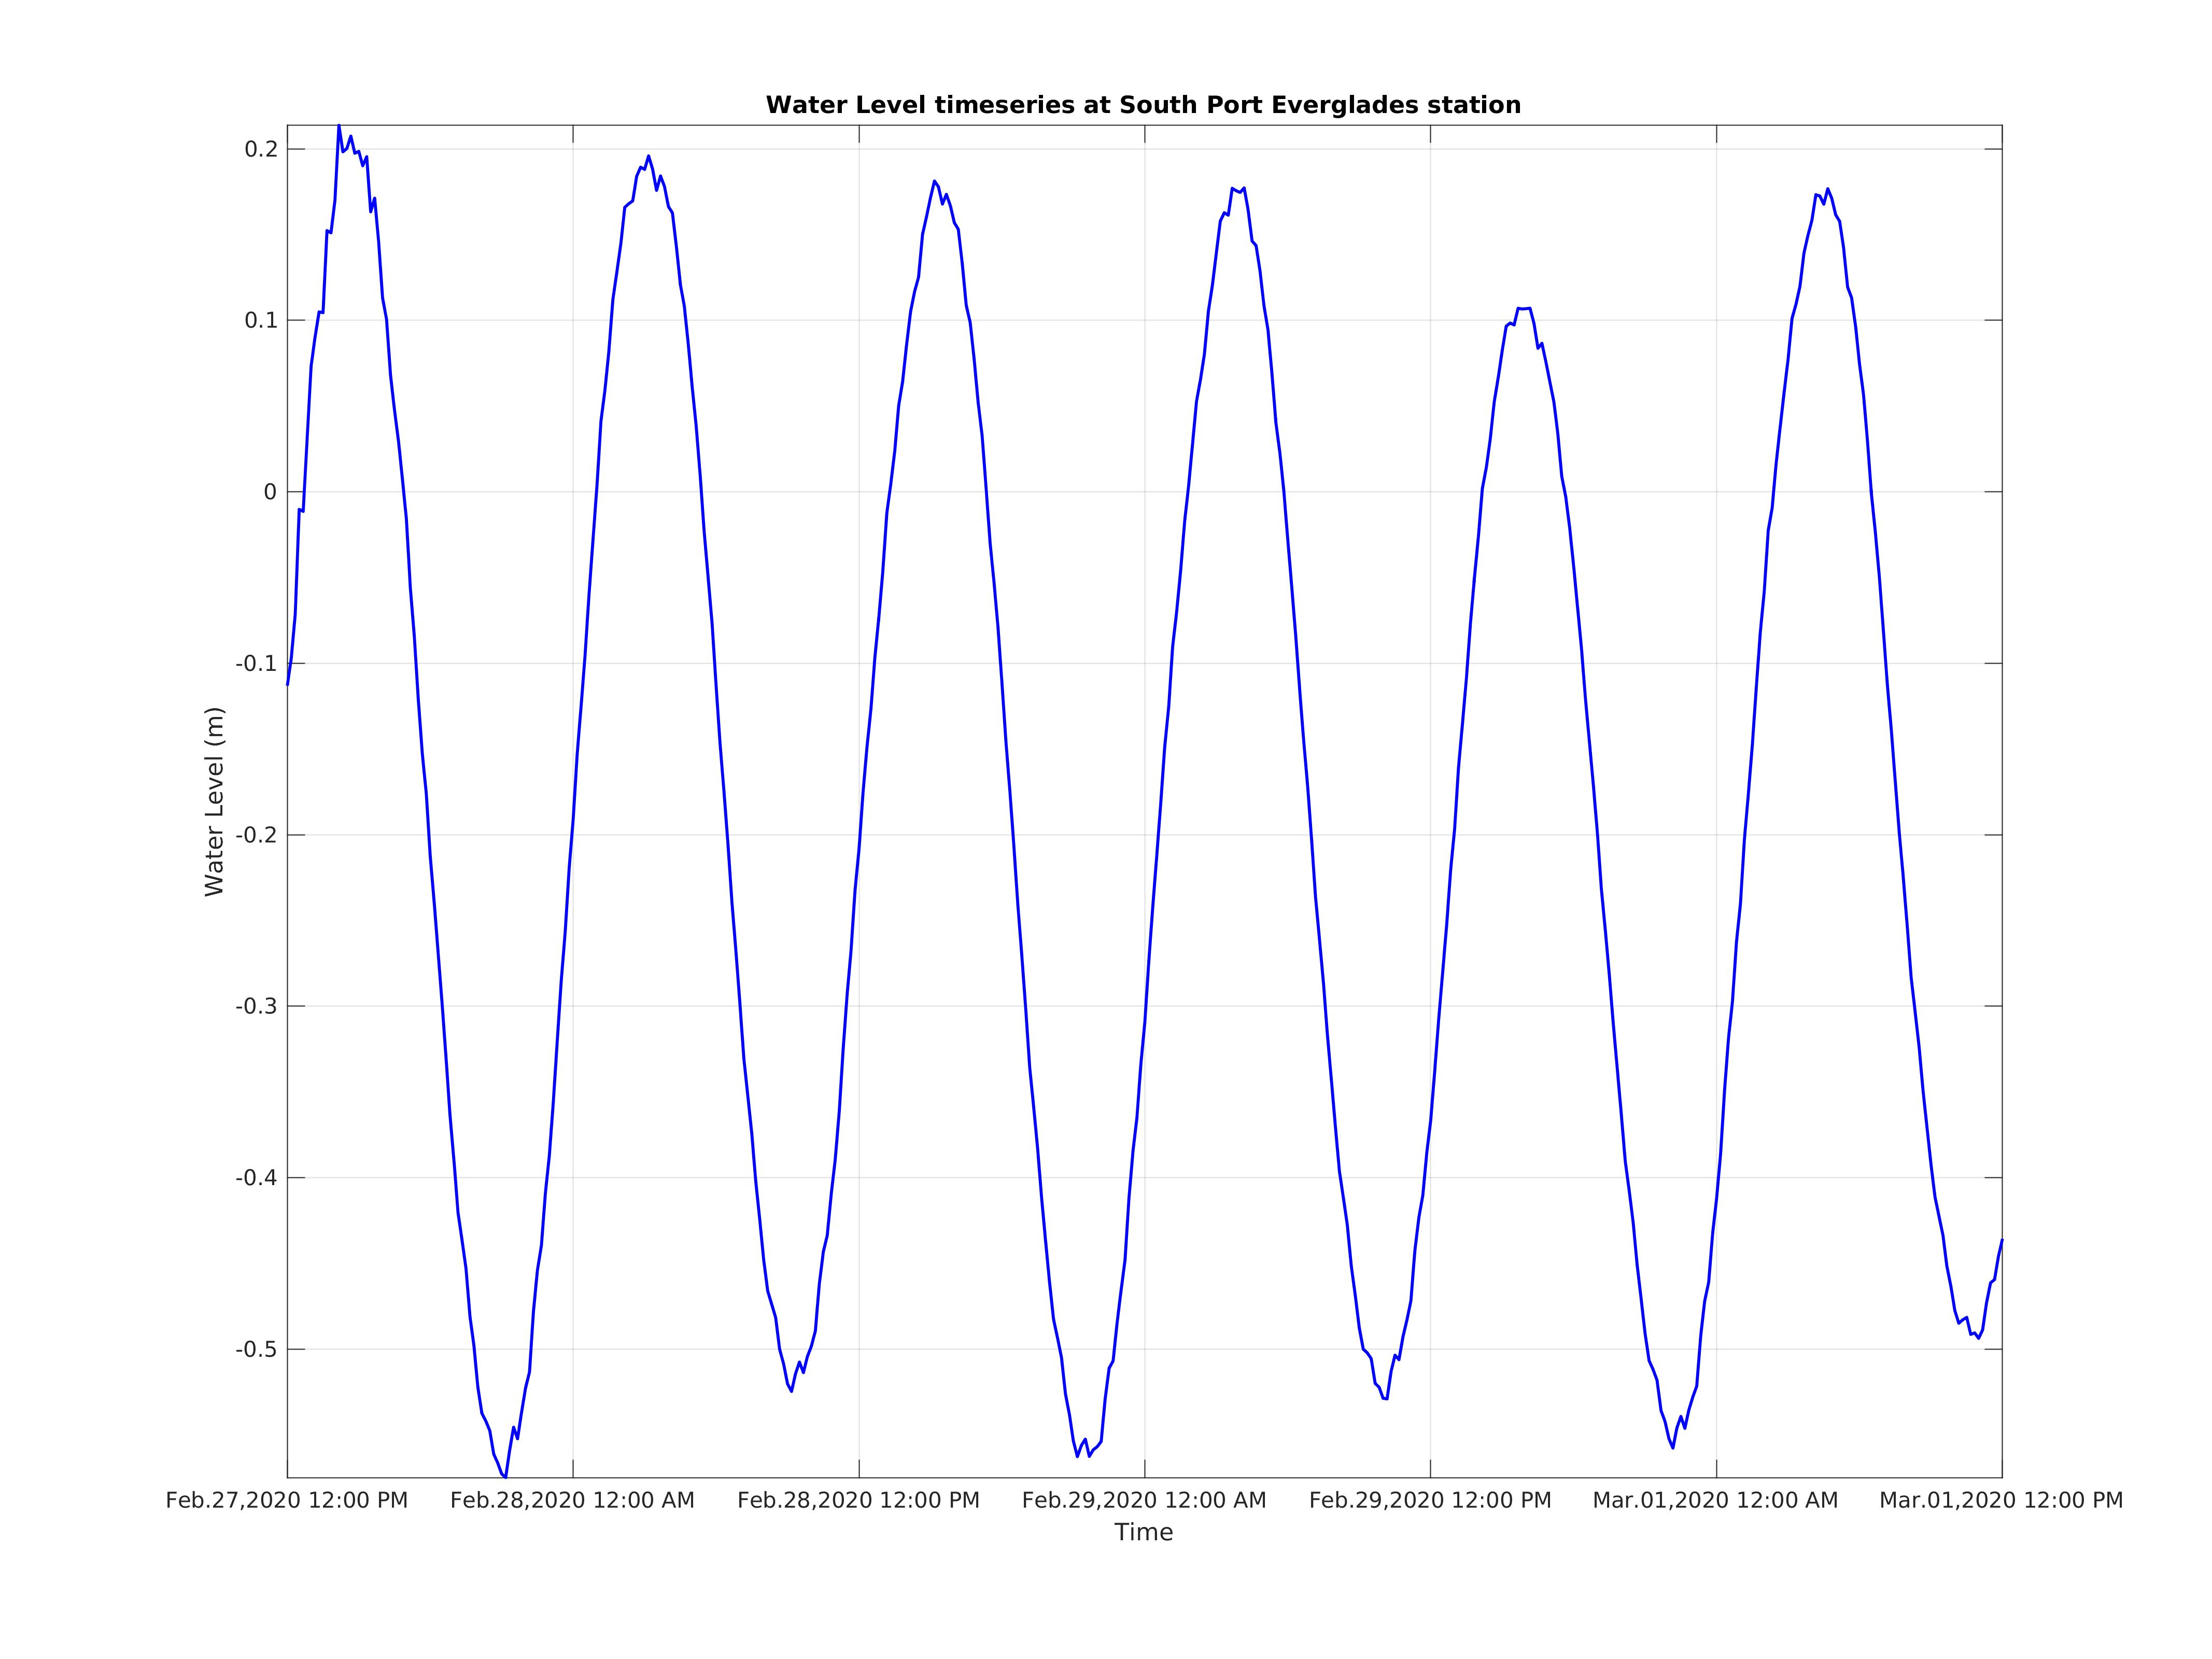 Water Level timeseries at South Port Everglades station
0.2
0.1
0
-0.1
-0.2
-0.3
-0.4
-0.5
Water Level (m)
Feb.27,2020 12:00 PM Feb.28,2020 12:00 AM Feb.28,2020 12:00 PM Feb.29,2020 12:00 AM Feb.29,2020 12:00 PM Mar.01,2020 12:00 AM Mar.01,2020 12:00 PM
Time